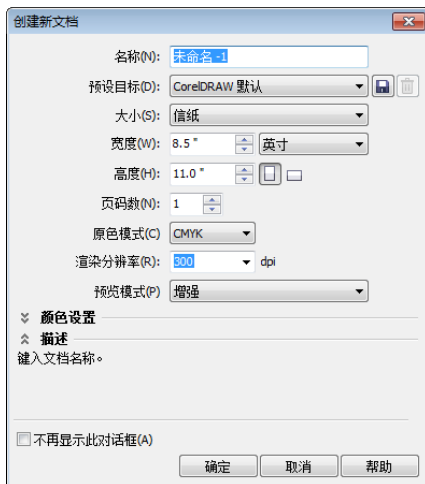 创建新文档
名称(N): 未命名 -1
预设目标(D): CorelDRAW 默认
大小(S): 信纸
宽度(W): 8.5 " 英寸
高度(H): 11.0 "
页码数(N): 1
原色模式(C) CMYK
渲染分辨率(R): 300 dpi
预览模式(P) 增强
颜色设置
描述
键入文档名称。
不再显示此对话框(A)
确定 取消 帮助